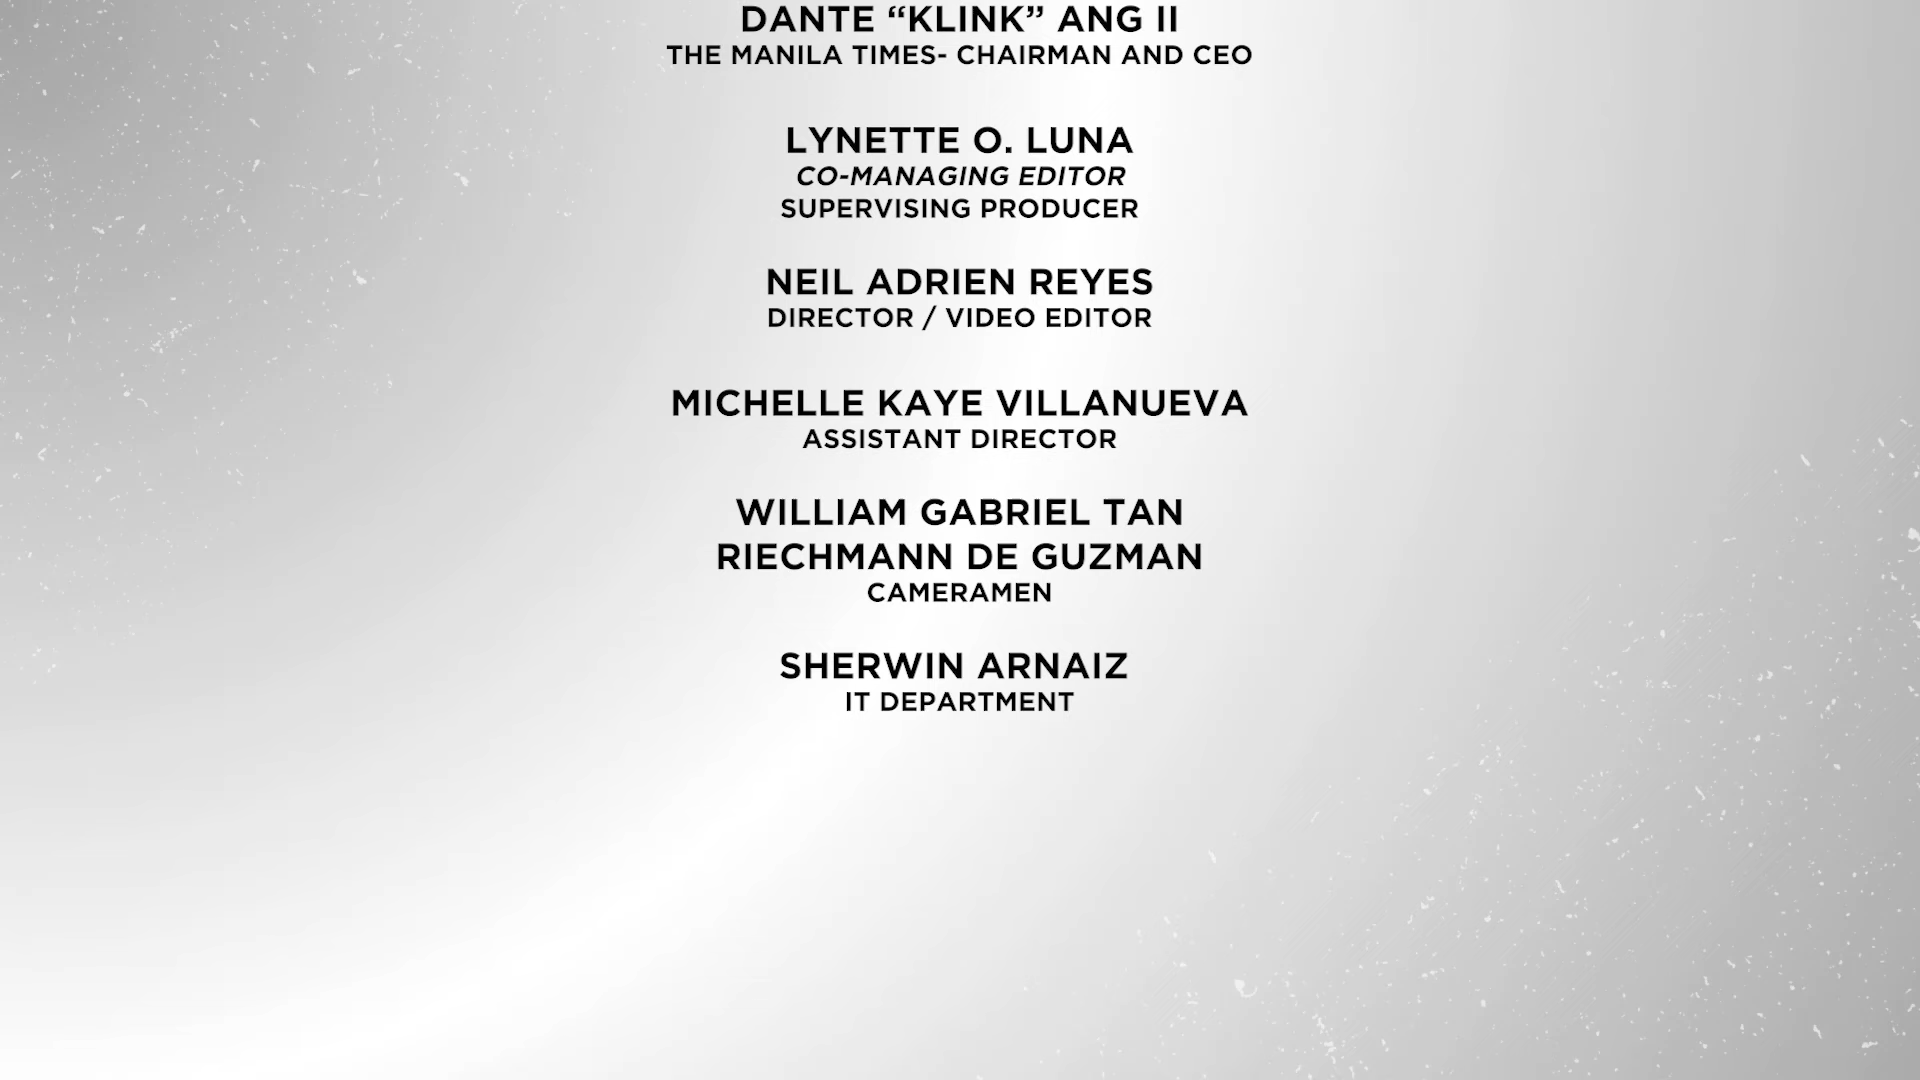 DANTE “KLINK” ANG II
THE MANILA TIMES- CHAIRMAN AND CEO
LYNETTE O. LUNA
CO-MANAGING EDITOR
SUPERVISING PRODUCER
NEIL ADRIEN REYES
DIRECTOR / VIDEO EDITOR
MICHELLE KAYE VILLANUEVA
ASSISTANT DIRECTOR
WILLIAM GABRIEL TAN
RIECHMANN DE GUZMAN
CAMERAMEN
SHERWIN ARNAIZ
IT DEPARTMENT